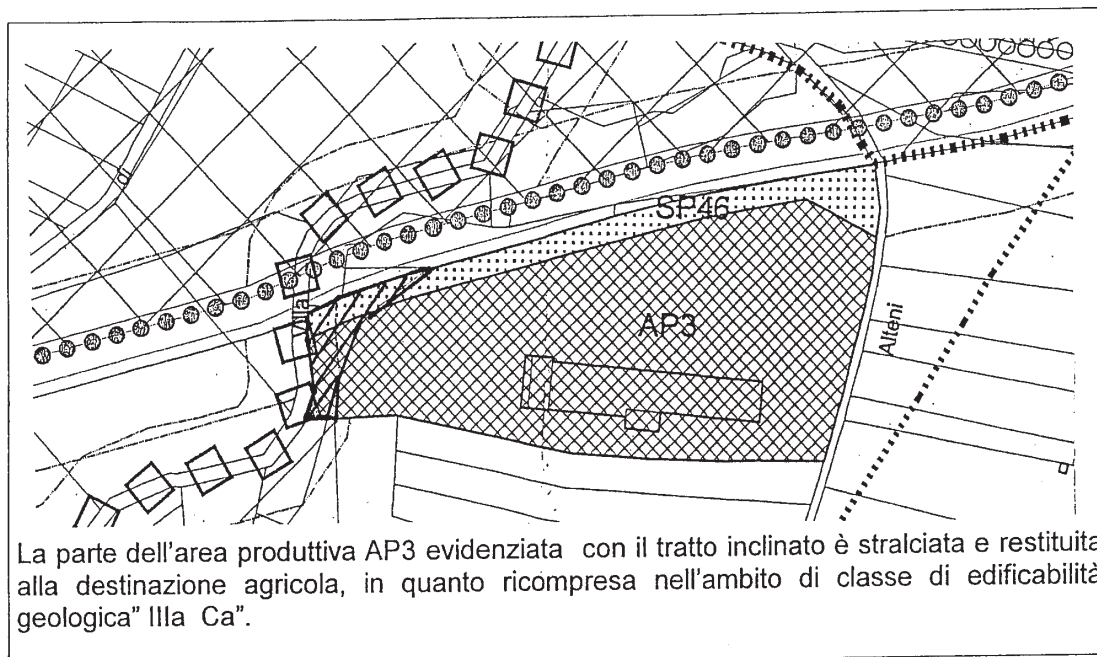 SP46
Villa
AP3
Alteni
La parte dell'area produttiva AP3 evidenziata con il tratto inclinato è stralciata e restituita
alla destinazione agricola, in quanto ricompresa nell'ambito di classe di edificabilità
geologica" IIIa Ca".